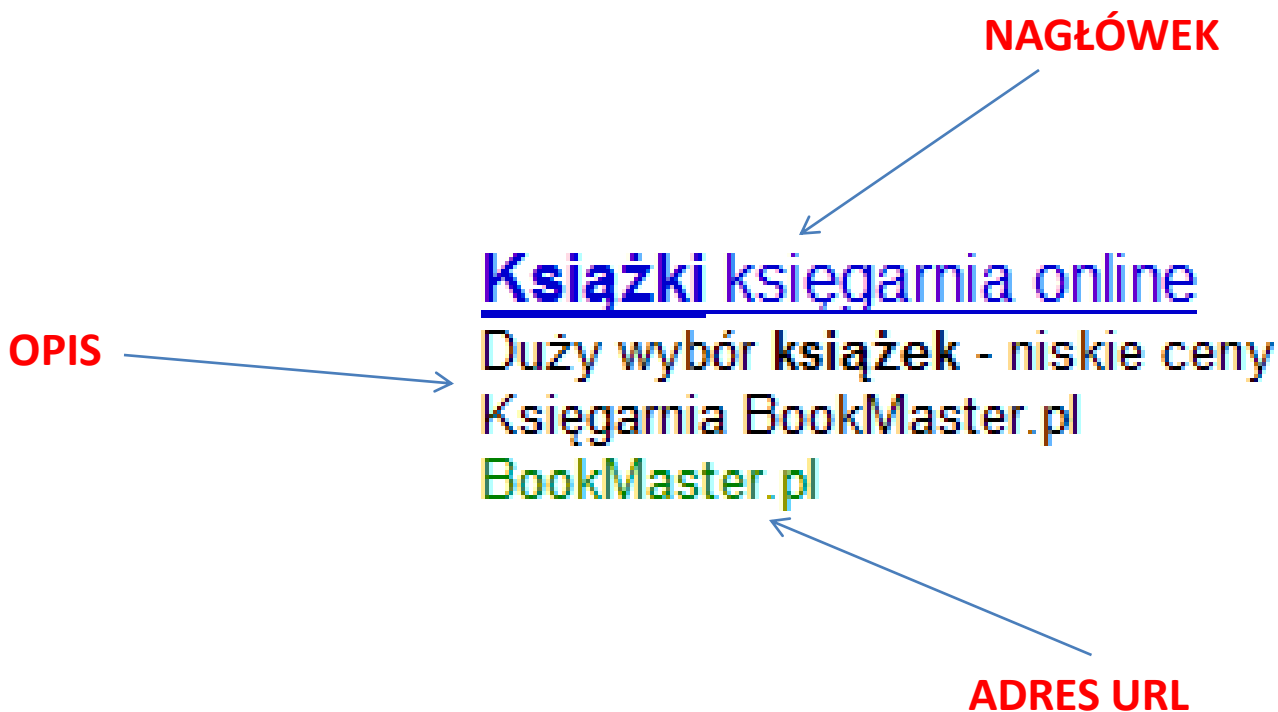 NAGŁÓWEK
Książki księgarnia online
OPIS
Duży wybór książek - niskie ceny
Księgarnia BookMaster.pl
BookMaster.pl
ADRES URL